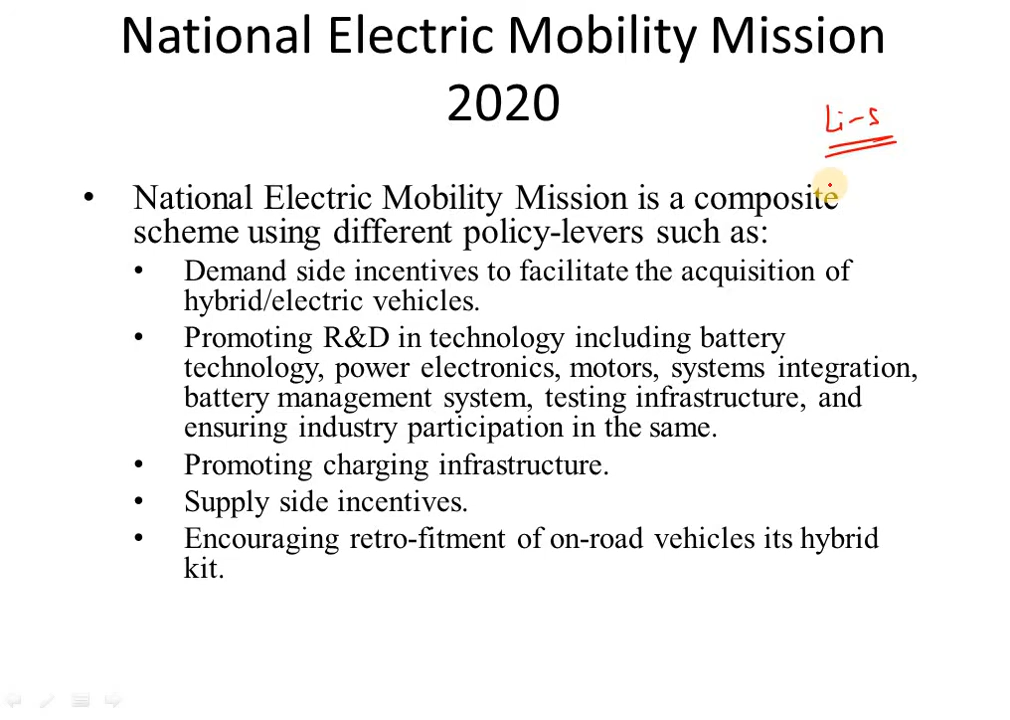 National Electric Mobility Mission
2020
Li-S
• National Electric Mobility Mission is a composite
scheme using different policy-levers such as:
• Demand side incentives to facilitate the acquisition of
hybrid/electric vehicles.
• Promoting R&D in technology including battery
technology, power electronics, motors, systems integration,
battery management system, testing infrastructure, and
ensuring industry participation in the same.
• Promoting charging infrastructure.
• Supply side incentives.
• Encouraging retro-fitment of on-road vehicles its hybrid
kit.